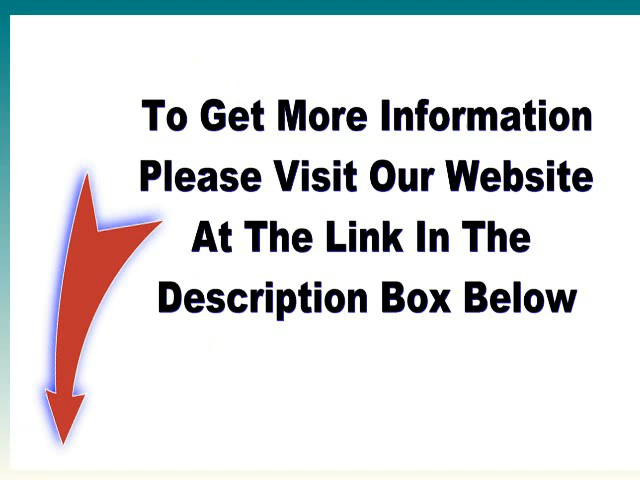 To Get More Information
Please Visit Our Website
At The Link In The
Description Box Below